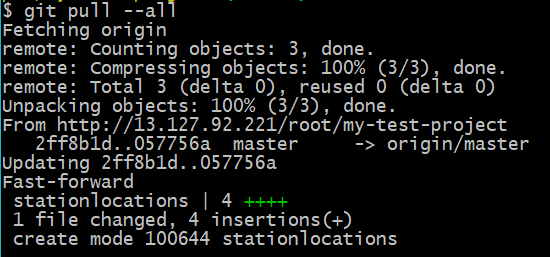 $ git pull --all
Fetching origin
remote: Counting objects: 3, done.
remote: Compressing objects: 100% (3/3), done.
remote: Total 3 (delta 0), reused 0 (delta 0)
Unpacking objects: 100% (3/3), done.
From http://13.127.92.221/root/my-test-project
   2ff8b1d..057756a  master     -> origin/master
Updating 2ff8b1d..057756a
Fast-forward
 stationlocations | 4 ++++
 1 file changed, 4 insertions(+)
 create mode 100644 stationlocations